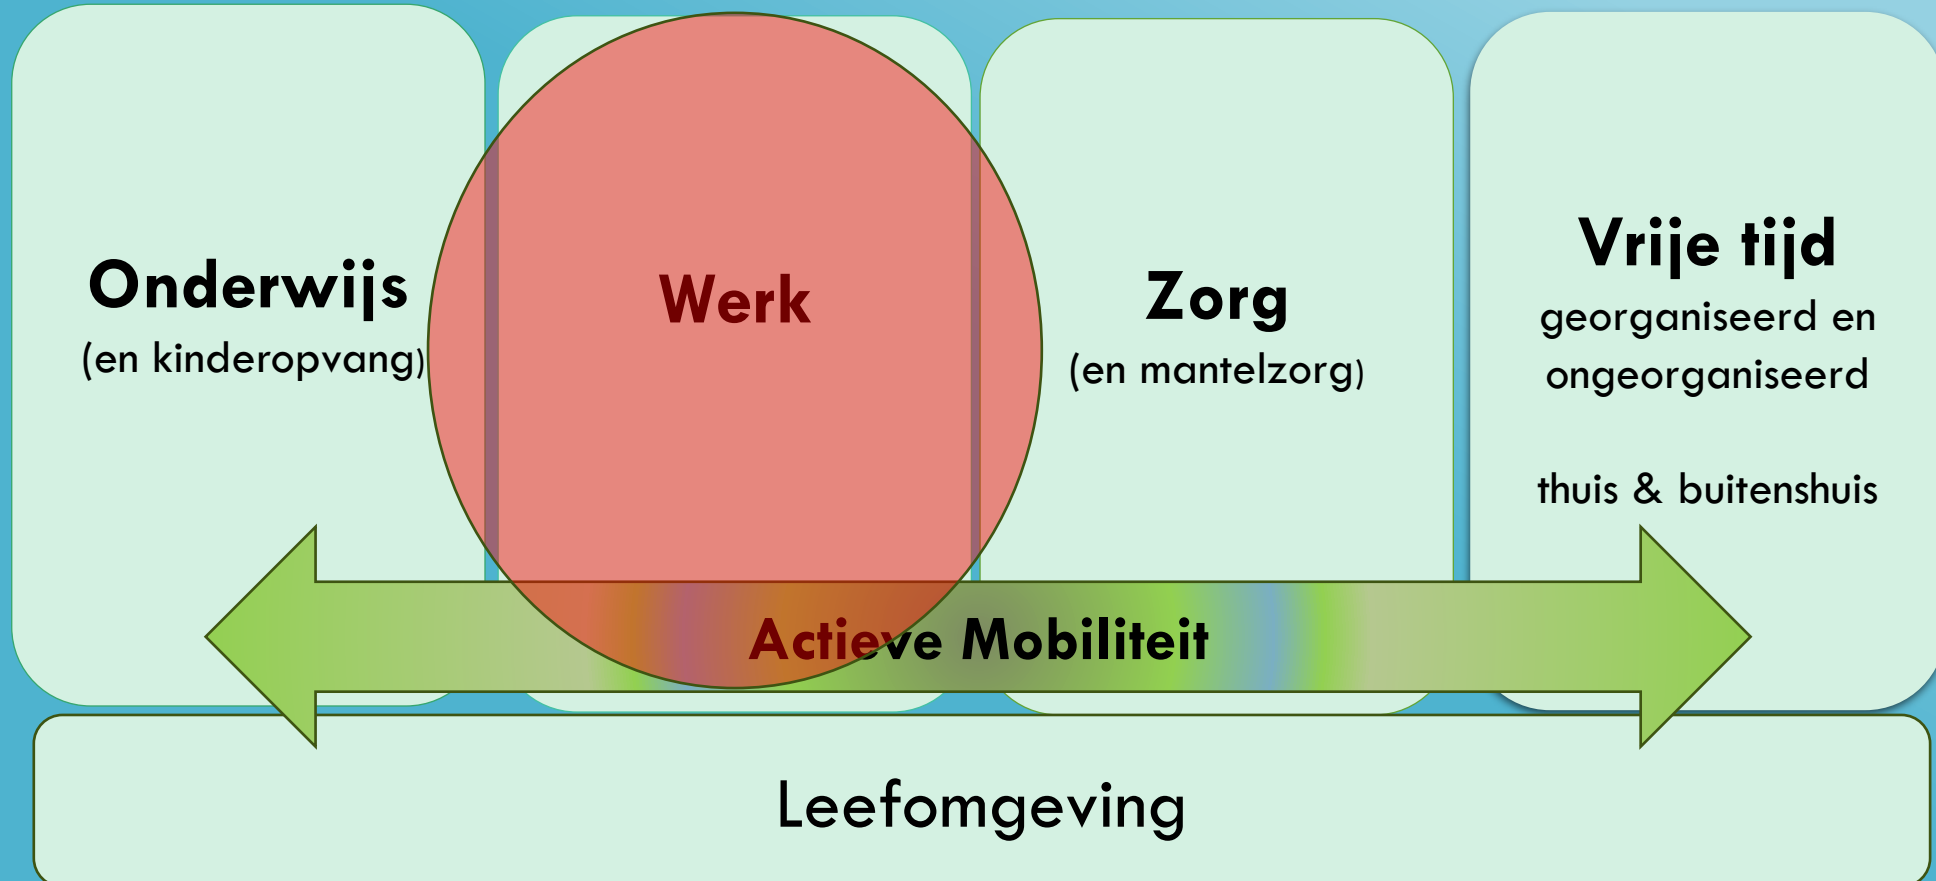 Onderwijs
(en kinderopvang)
Werk
Zorg
(en mantelzorg)
Vrije tijd
georganiseerd en
ongeorganiseerd
thuis & buitenshuis
Actieve Mobiliteit
Leefomgeving